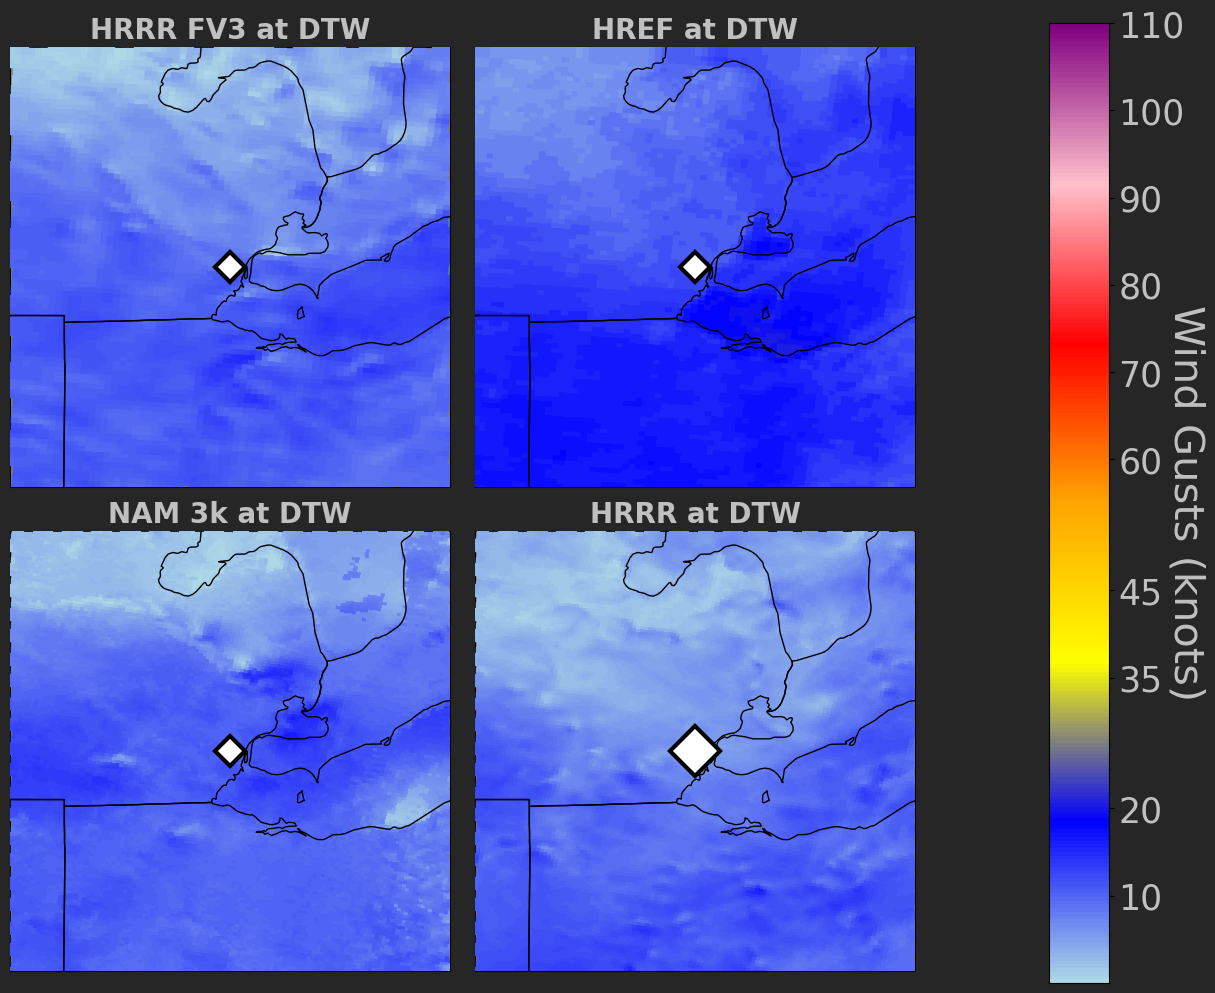 HRRR FV3 at DTW
HREF at DTW
NAM 3k at DTW
HRRR at DTW
110
100
90
80
70
60
45
35
20
10
Wind Gusts (knots)